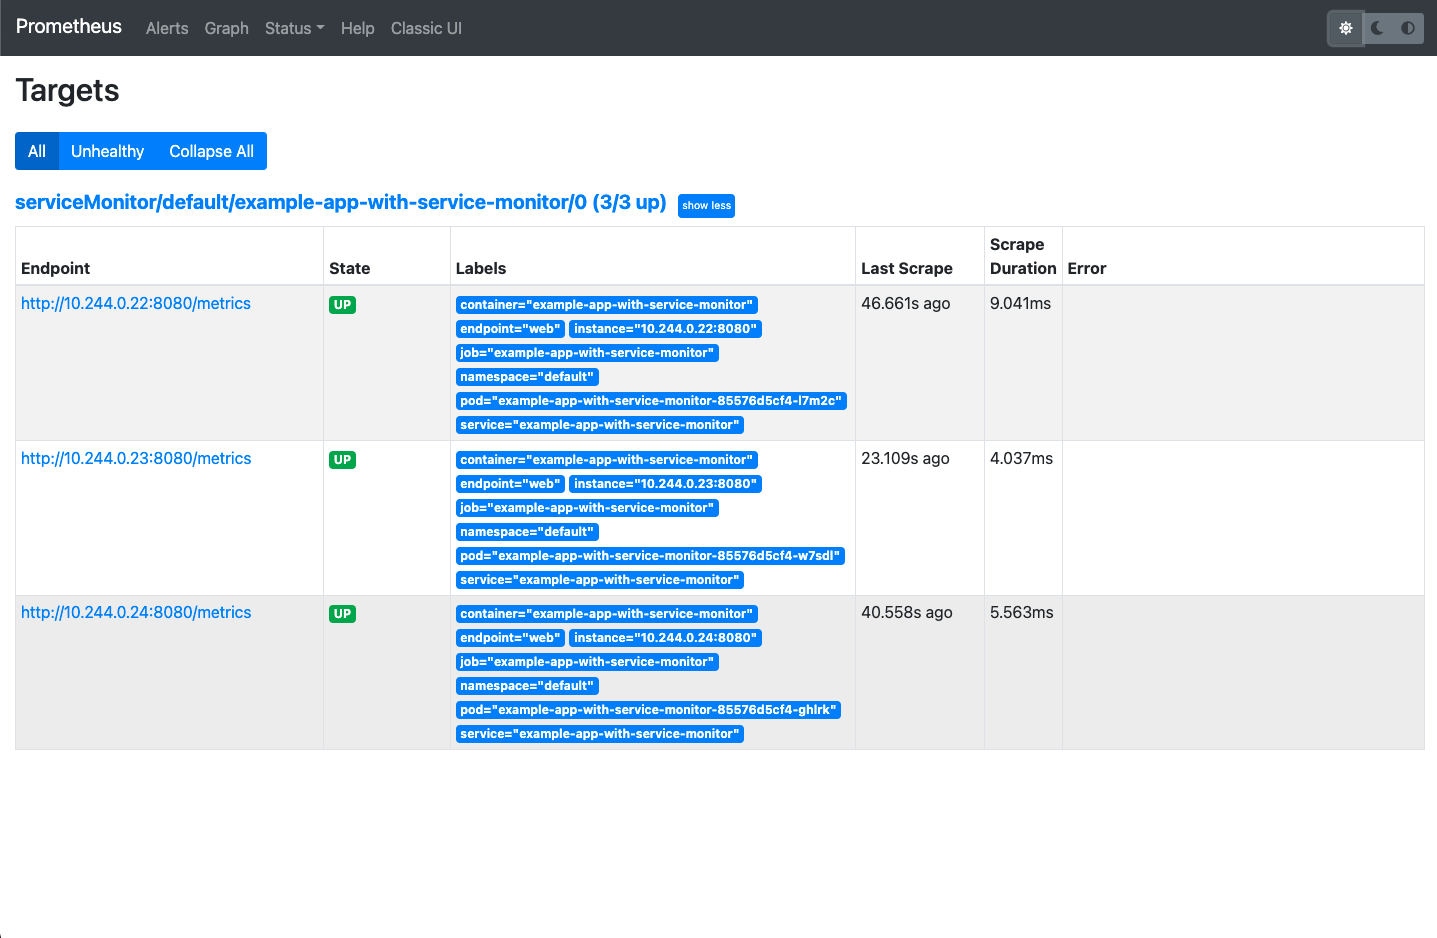 Prometheus Alerts Graph Status Help Classic UI
Targets
All Unhealthy Collapse All
serviceMonitor/default/example-app-with-service-monitor/0 (3/3 up) show less
Endpoint State Labels Last Scrape Scrape Duration Error
http://10.244.0.22:8080/metrics UP container="example-app-with-service-monitor" 46.661s ago 9.041ms
endpoint="web" instance="10.244.0.22:8080"
job="example-app-with-service-monitor"
namespace="default"
pod="example-app-with-service-monitor-85576d5cf4-l7m2c"
service="example-app-with-service-monitor"
http://10.244.0.23:8080/metrics UP container="example-app-with-service-monitor" 23.109s ago 4.037ms
endpoint="web" instance="10.244.0.23:8080"
job="example-app-with-service-monitor"
namespace="default"
pod="example-app-with-service-monitor-85576d5cf4-w7sdl"
service="example-app-with-service-monitor"
http://10.244.0.24:8080/metrics UP container="example-app-with-service-monitor" 40.558s ago 5.563ms
endpoint="web" instance="10.244.0.24:8080"
job="example-app-with-service-monitor"
namespace="default"
pod="example-app-with-service-monitor-85576d5cf4-ghlrk"
service="example-app-with-service-monitor"